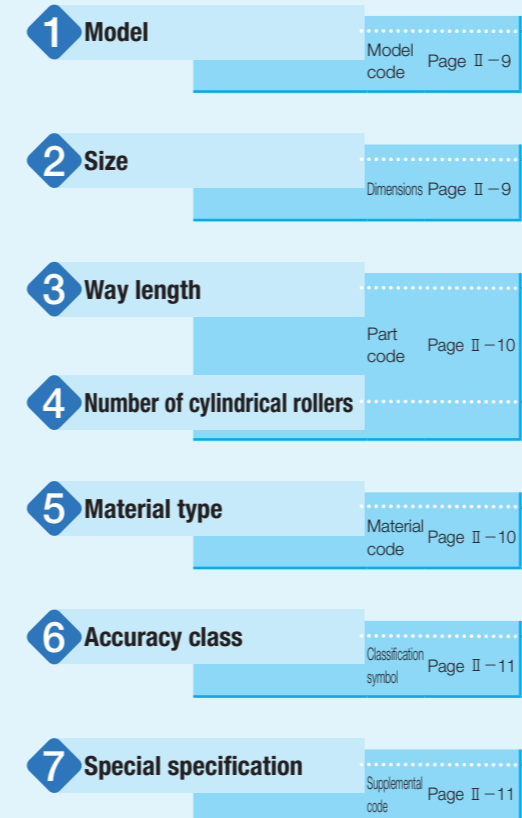 1 Model
Model
code
Page Ⅱ－9
2 Size
Dimensions Page Ⅱ－9
3 Way length
Part
code
Page Ⅱ－10
4 Number of cylindrical rollers
5 Material type
Material
code
Page Ⅱ－10
6 Accuracy class
Classification
symbol
Page Ⅱ－11
7 Special specification
Supplemental
code
Page Ⅱ－11